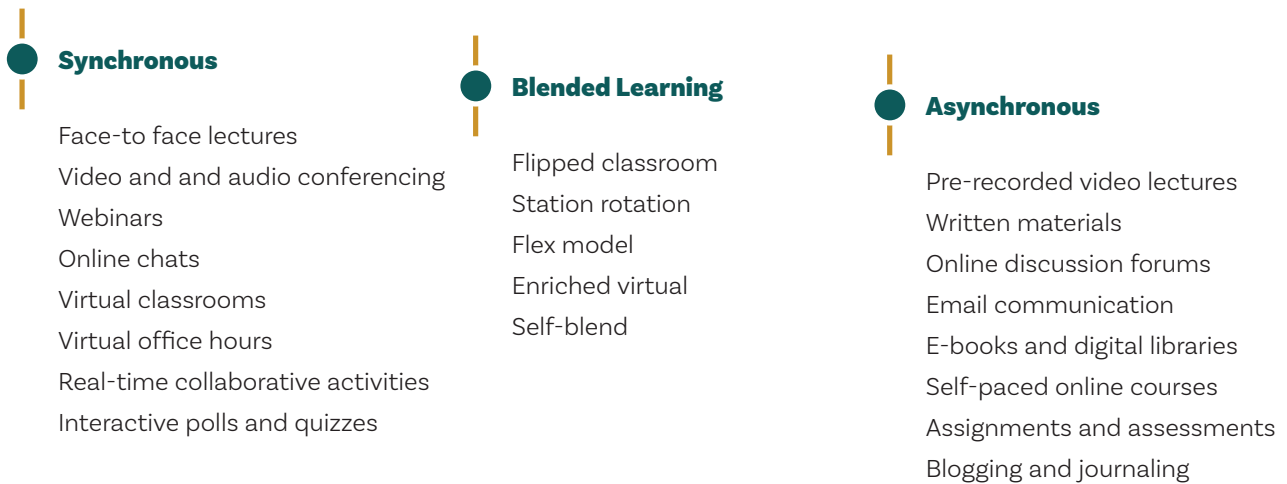 Synchronous
Face-to face lectures
Video and and audio conferencing
Webinars
Online chats
Virtual classrooms
Virtual office hours
Real-time collaborative activities
Interactive polls and quizzes
Blended Learning
Flipped classroom
Station rotation
Flex model
Enriched virtual
Self-blend
Asynchronous
Pre-recorded video lectures
Written materials
Online discussion forums
Email communication
E-books and digital libraries
Self-paced online courses
Assignments and assessments
Blogging and journaling